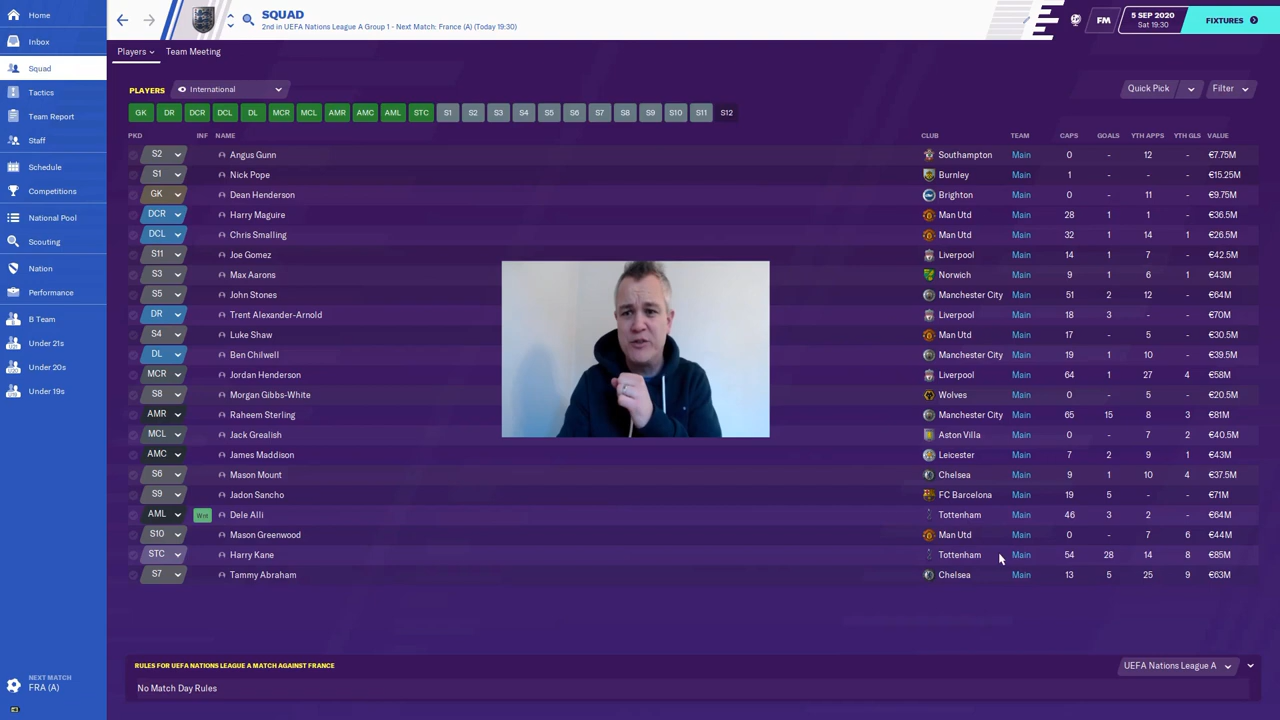 Home
Inbox
Squad
Tactics
Team Report
Staff
Schedule
Competitions
National Pool
Scouting
Nation
Performance
B Team
Under 21s
Under 20s
Under 19s
NEXT MATCH
FRA (A)
SQUAD
2nd in UEFA Nations League A Group 1 - Next Match: France (A) (Today 19:30)
FM
5 SEP 2020
Sat 19:30
FIXTURES
Players Team Meeting
PLAYERS International Quick Pick Filter
GK DR DCR DCL DL MCR MCL AMR AMC AML STC S1 S2 S3 S4 S5 S6 S7 S8 S9 S10 S11 S12
PKD INF NAME CLUB TEAM CAPS GOALS YTH APPS YTH GLS VALUE
S2 Angus Gunn Southampton Main 0 - 12 - €7.75M
S1 Nick Pope Burnley Main 1 - - - €15.25M
GK Dean Henderson Brighton Main 0 - 11 - €9.75M
DCR Harry Maguire Man Utd Main 28 1 1 - €36.5M
DCL Chris Smalling Man Utd Main 32 1 14 1 €26.5M
S11 Joe Gomez Liverpool Main 14 1 7 - €42.5M
S3 Max Aarons Norwich Main 9 1 6 1 €43M
S5 John Stones Manchester City Main 51 2 12 - €64M
DR Trent Alexander-Arnold Liverpool Main 18 3 - - €70M
S4 Luke Shaw Man Utd Main 17 - 5 - €30.5M
DL Ben Chilwell Manchester City Main 19 1 10 - €39.5M
MCR Jordan Henderson Liverpool Main 64 1 27 4 €58M
S8 Morgan Gibbs-White Wolves Main 0 - 5 - €20.5M
AMR Raheem Sterling Manchester City Main 65 15 8 3 €81M
MCL Jack Grealish Aston Villa Main 0 - 7 2 €40.5M
AMC James Maddison Leicester Main 7 2 9 1 €43M
S6 Mason Mount Chelsea Main 9 1 10 4 €37.5M
S9 Jadon Sancho FC Barcelona Main 19 5 - - €71M
AML Wnt Dele Alli Tottenham Main 46 3 2 - €64M
S10 Mason Greenwood Man Utd Main 0 - 7 6 €44M
STC Harry Kane Tottenham Main 54 28 14 8 €85M
S7 Tammy Abraham Chelsea Main 13 5 25 9 €63M
RULES FOR UEFA NATIONS LEAGUE A MATCH AGAINST FRANCE UEFA Nations League A
No Match Day Rules